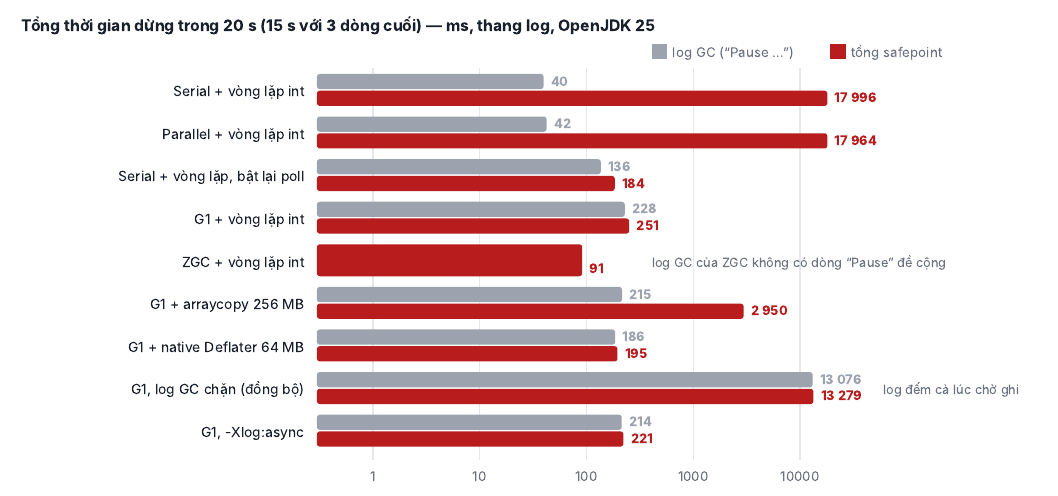 Tổng thời gian dừng trong 20 s (15 s với 3 dòng cuối) — ms, thang log, OpenJDK 25
log GC (“Pause ...”) tổng safepoint
Serial + vòng lặp int 40 17 996
Parallel + vòng lặp int 42 17 964
Serial + vòng lặp, bật lại poll 136 184
G1 + vòng lặp int 228 251
ZGC + vòng lặp int 91 log GC của ZGC không có dòng “Pause” để cộng
G1 + arraycopy 256 MB 215 2 950
G1 + native Deflater 64 MB 186 195
G1, log GC chặn (đồng bộ) 13 076 13 279 log đếm cả lúc chờ ghi
G1, -Xlog:async 214 221
1 10 100 1000 10000